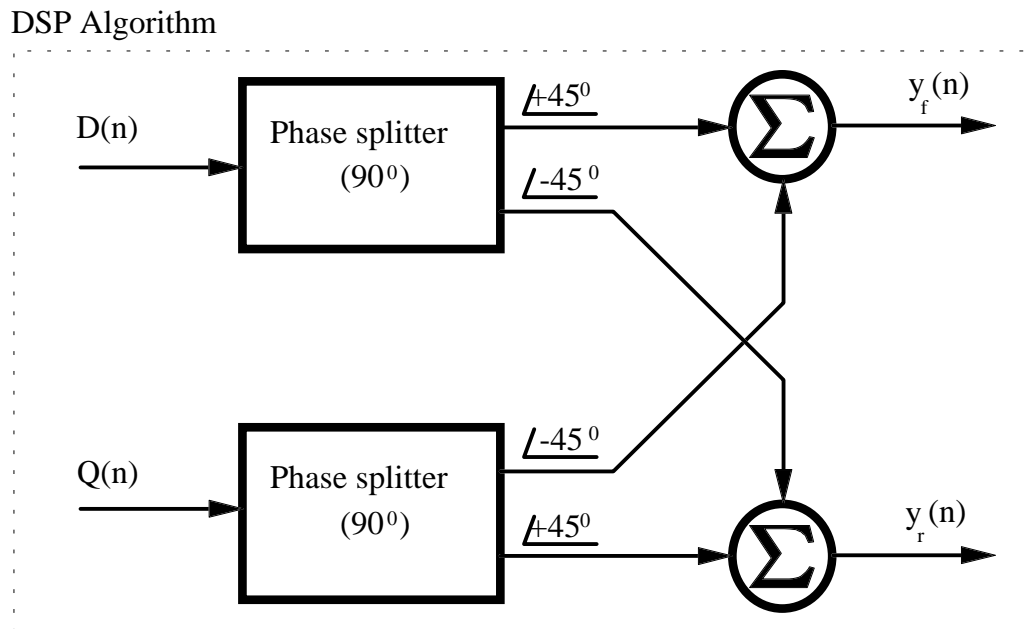 DSP Algorithm
D(n)
Phase splitter
(90⁰)
∠+45⁰
∠-45⁰
Σ
y_f(n)
Q(n)
Phase splitter
(90⁰)
∠-45⁰
∠+45⁰
Σ
y_r(n)